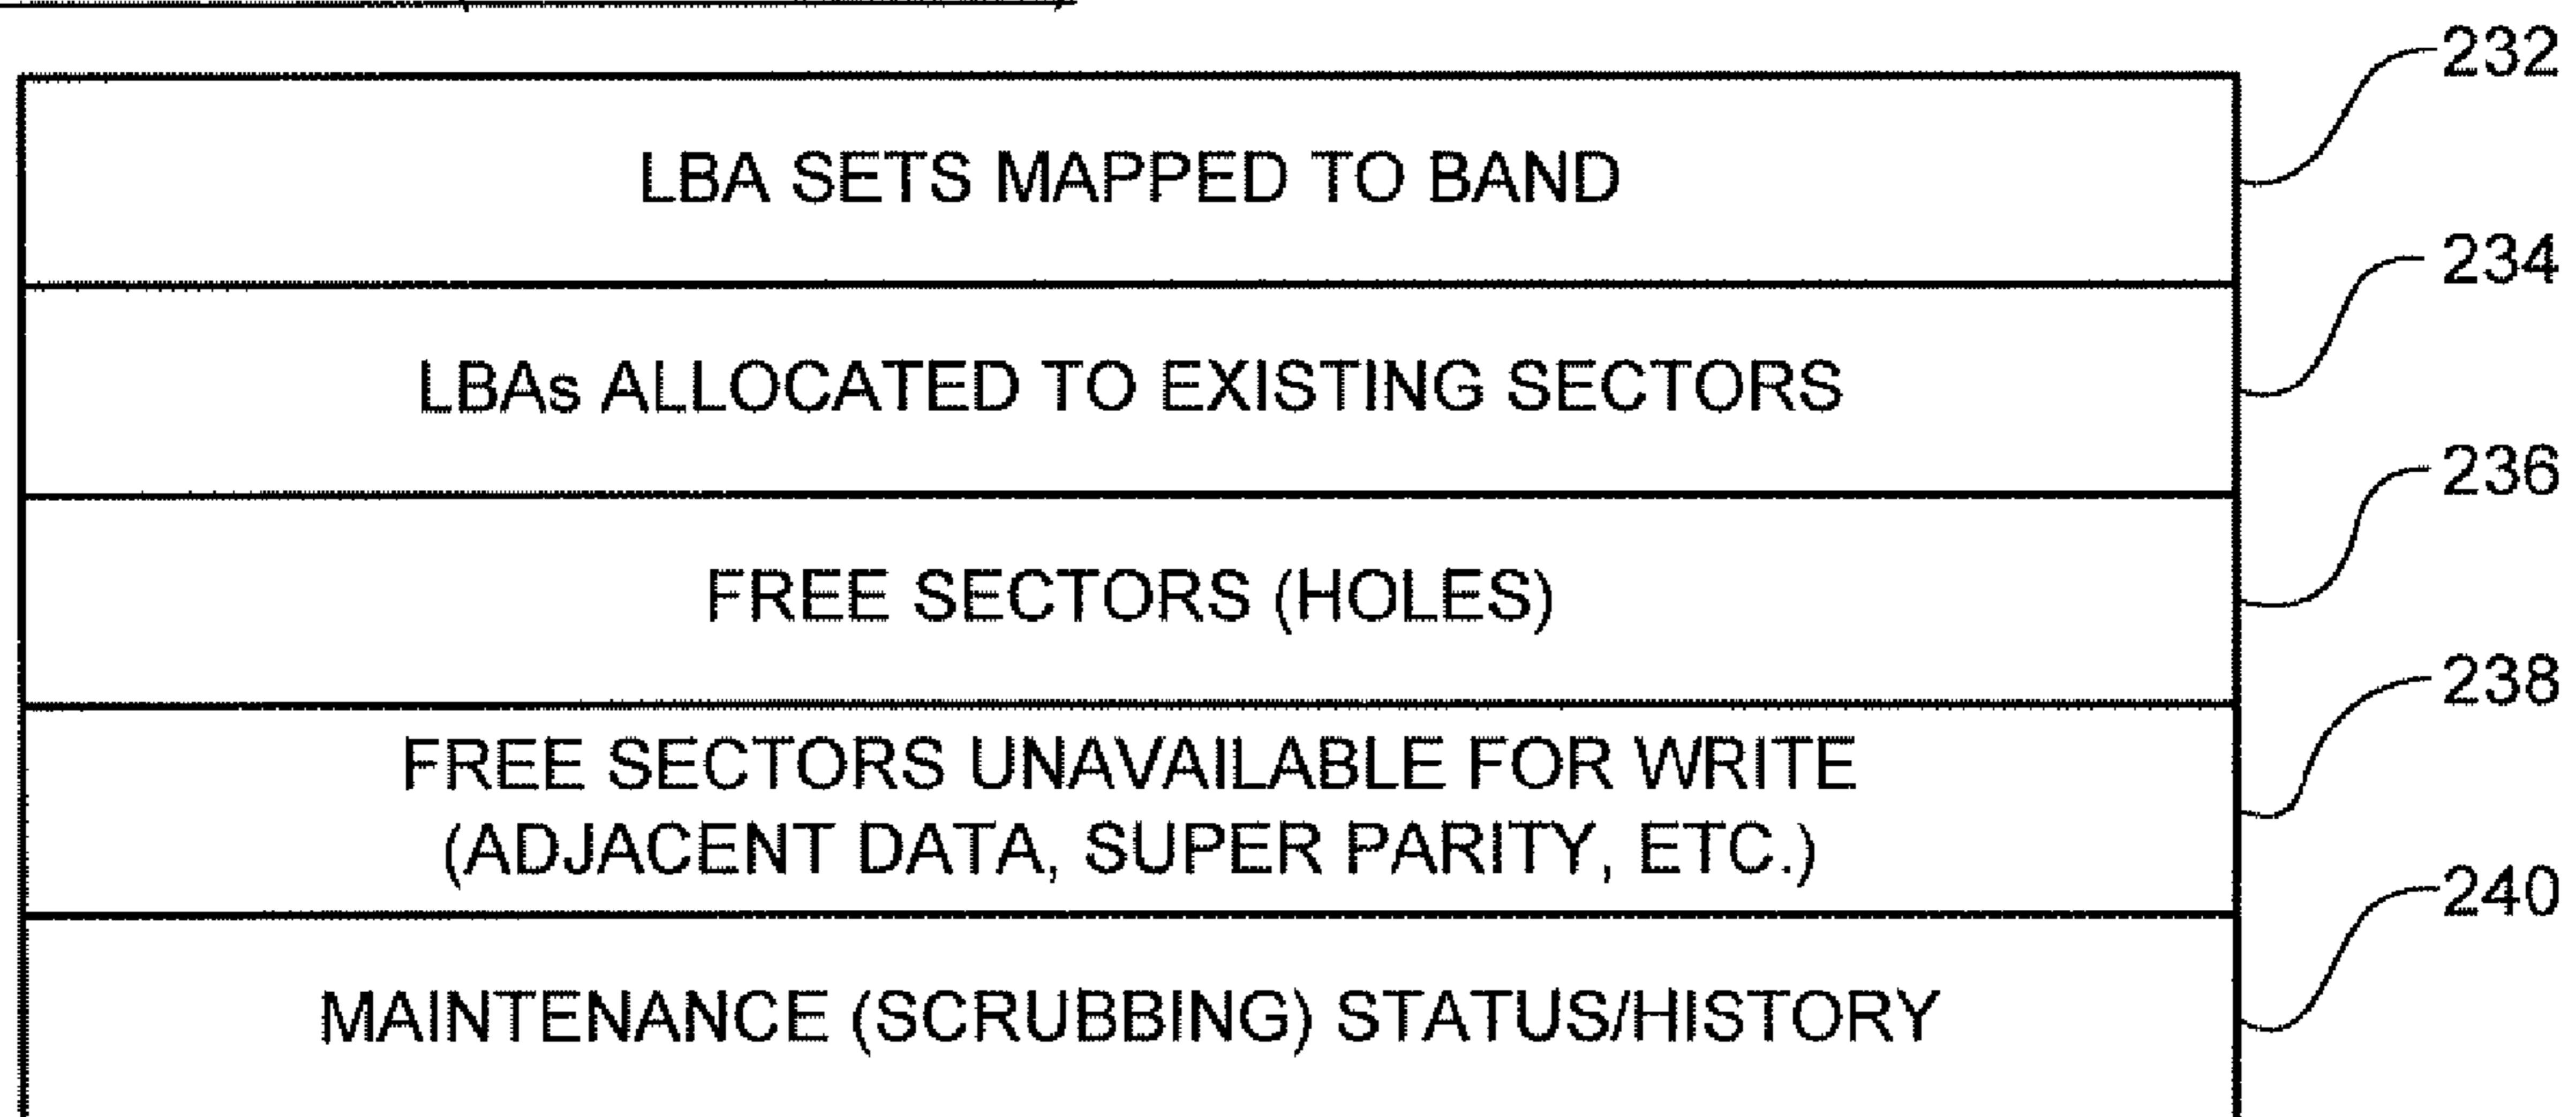 232
LBA SETS MAPPED TO BAND
234
LBAs ALLOCATED TO EXISTING SECTORS
236
FREE SECTORS (HOLES)
238
FREE SECTORS UNAVAILABLE FOR WRITE
(ADJACENT DATA, SUPER PARITY, ETC.)
240
MAINTENANCE (SCRUBBING) STATUS/HISTORY